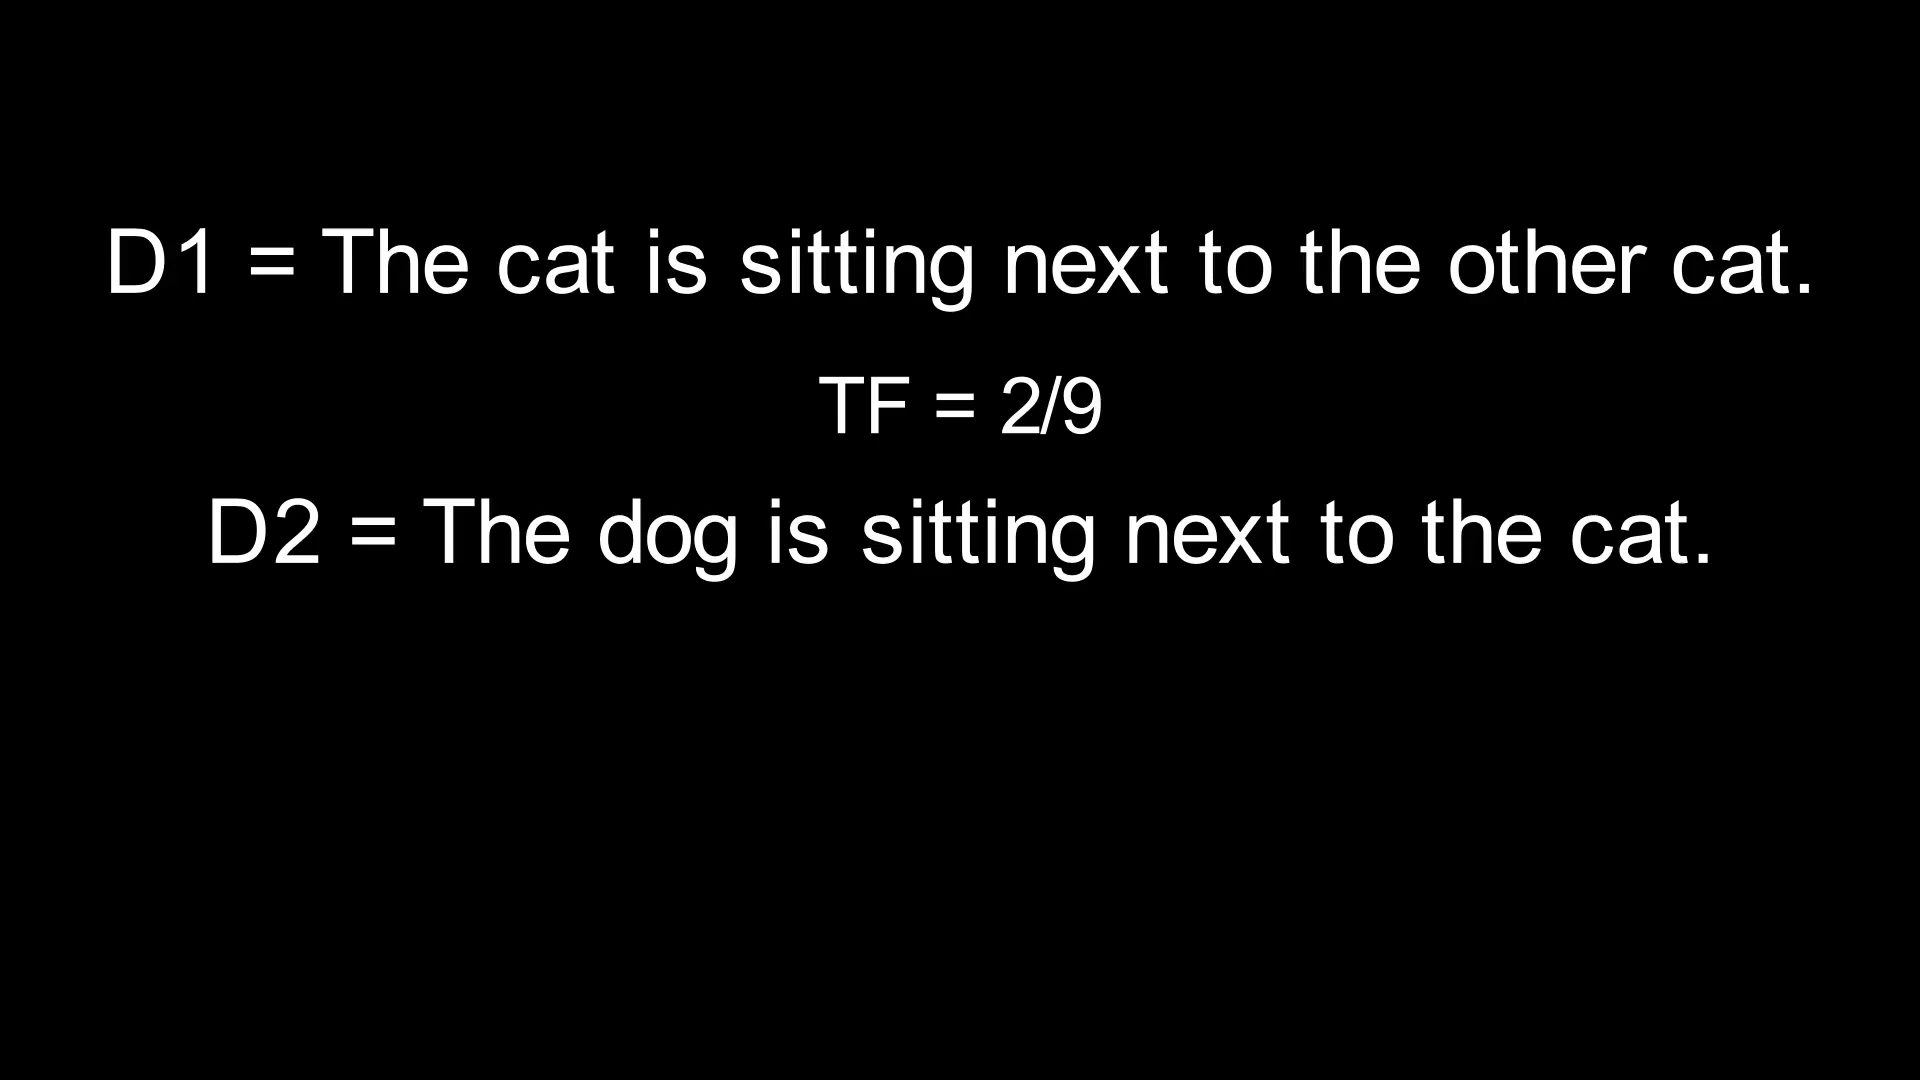 D1 = The cat is sitting next to the other cat.
TF = 2/9
D2 = The dog is sitting next to the cat.